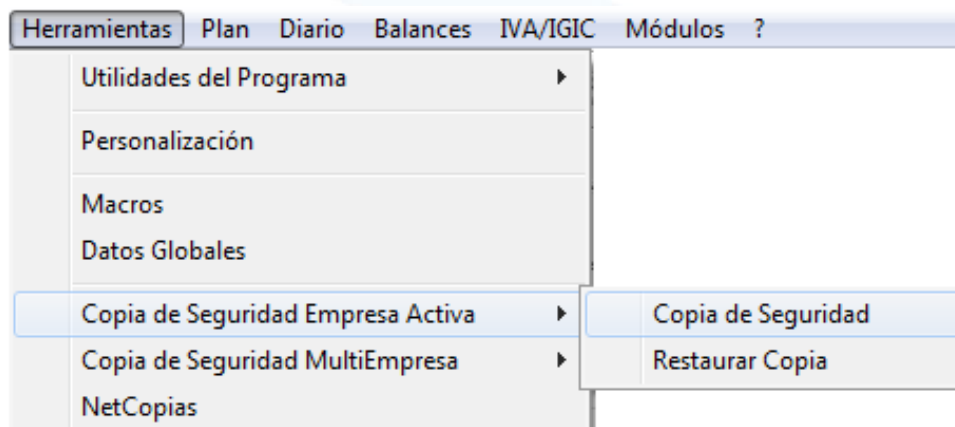 Herramientas Plan Diario Balances IVA/IGIC Módulos ?
Utilidades del Programa
Personalización
Macros
Datos Globales
Copia de Seguridad Empresa Activa
Copia de Seguridad
Copia de Seguridad MultiEmpresa
Restaurar Copia
NetCopias